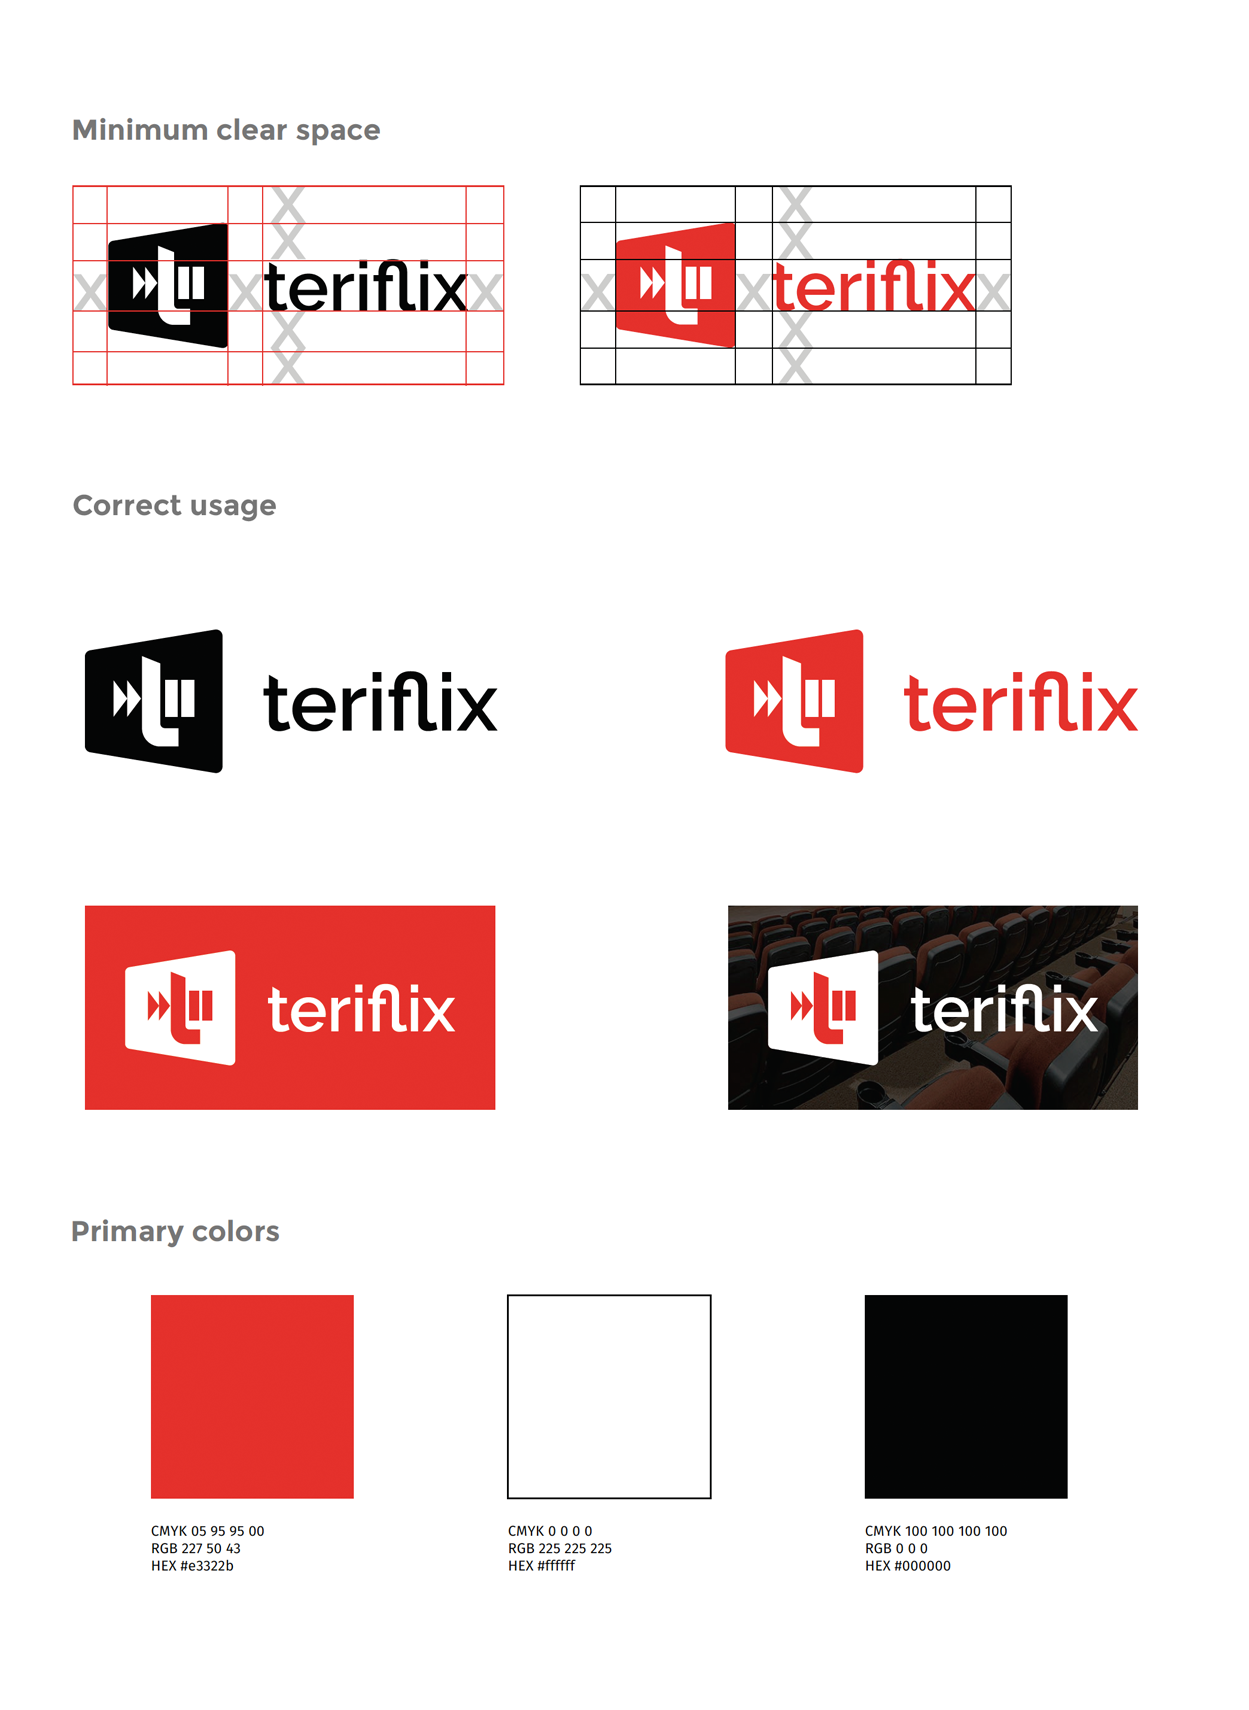 Minimum clear space
X X
X X
X X X teriflix X X X teriflix
X X
X X
Correct usage
teriflix teriflix
teriflix teriflix
Primary colors
CMYK 05 95 95 00
RGB 227 50 43
HEX #e3322b
CMYK 0 0 0 0
RGB 225 225 225
HEX #ffffff
CMYK 100 100 100 100
RGB 0 0 0
HEX #000000